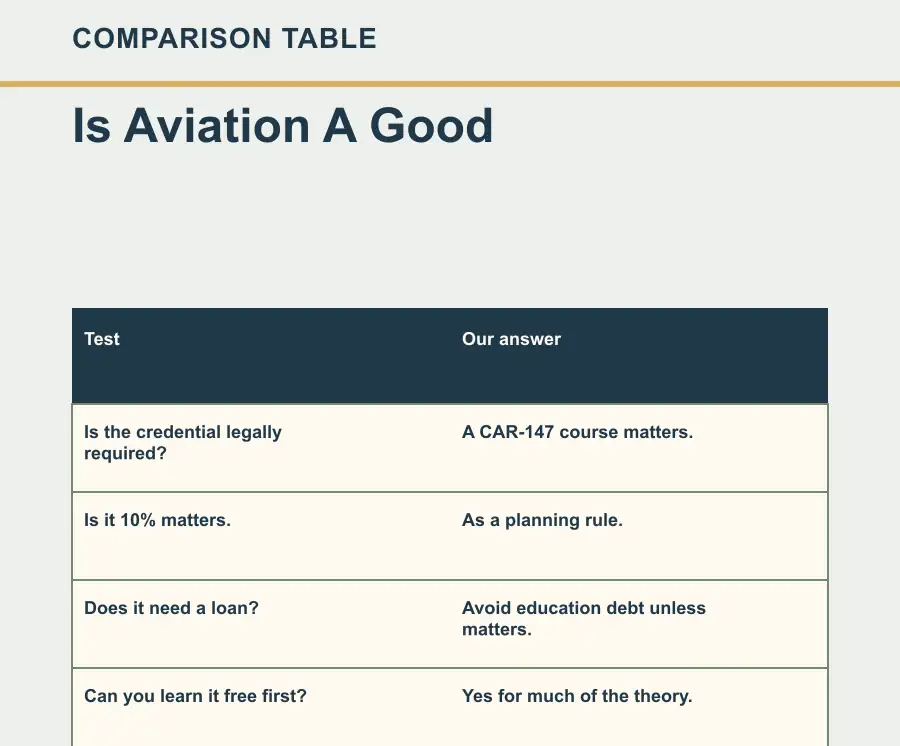 COMPARISON TABLE
Is Aviation A Good
Test
Our answer
Is the credential legally
required?
A CAR-147 course matters.
Is it 10% matters.
As a planning rule.
Does it need a loan?
Avoid education debt unless
matters.
Can you learn it free first?
Yes for much of the theory.